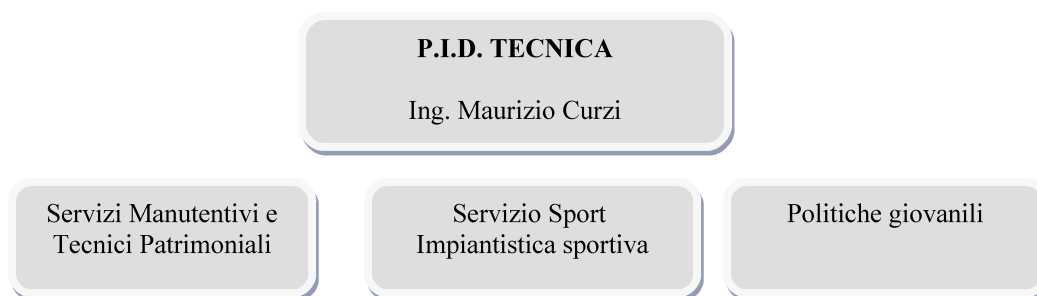 P.I.D. TECNICA
Ing. Maurizio Curzi
Servizi Manutentivi e
Tecnici Patrimoniali
Servizio Sport
Impiantistica sportiva
Politiche giovanili